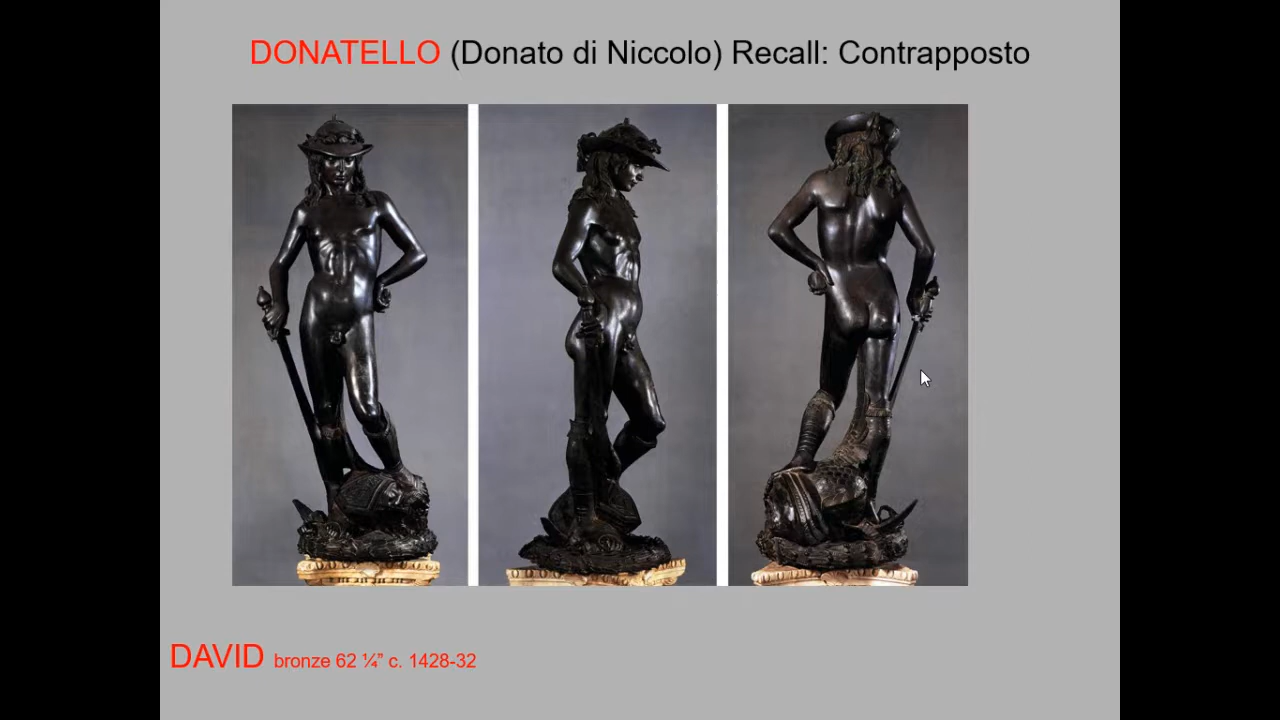 DONATELLO (Donato di Niccolo) Recall: Contrapposto
DAVID bronze 62 ¼” c. 1428-32